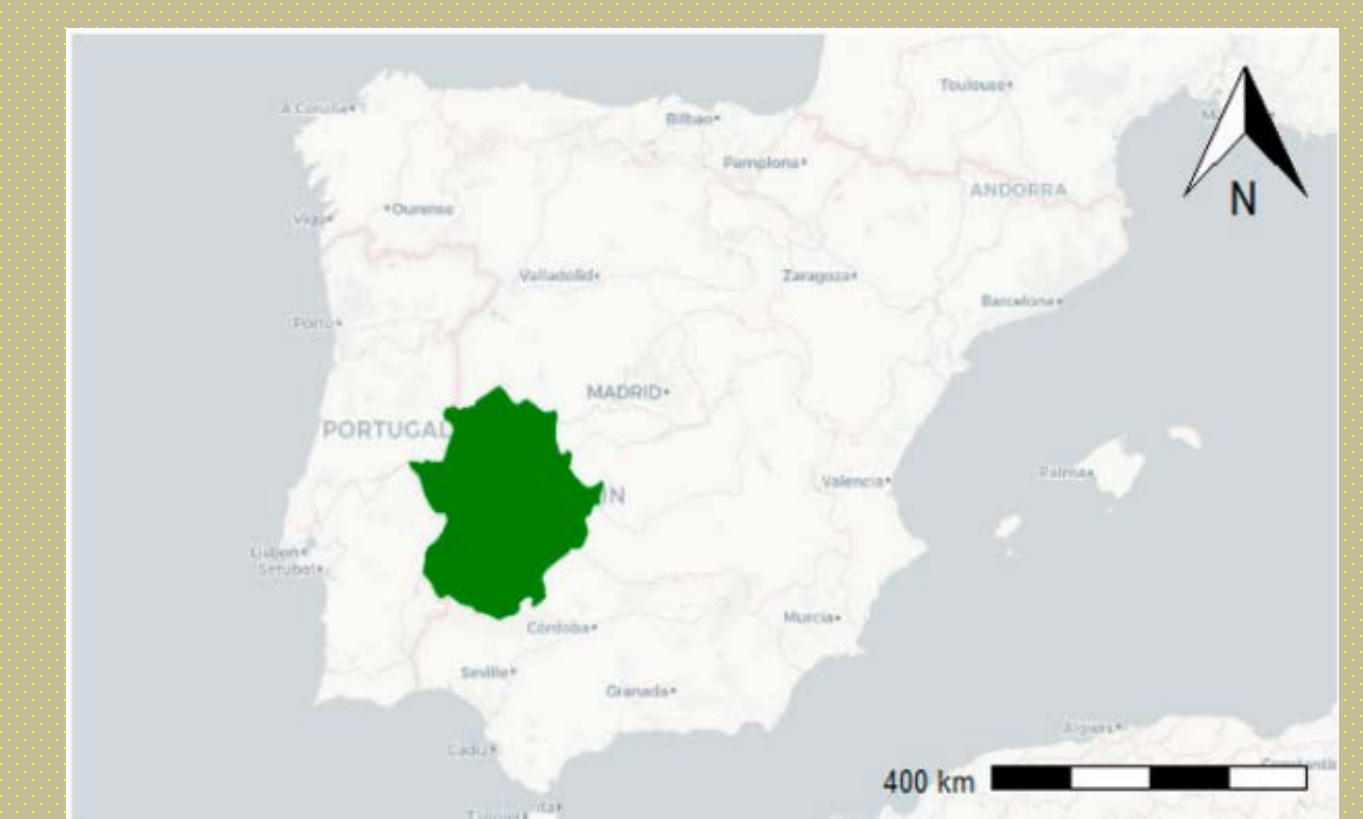 Toulouse
A Coruña
Bilbao
Pamplona
ANDORRA
N
Ourense
Vigo
Valladolid
Zaragoza
Barcelona
Porto
MADRID
PORTUGAL
Palma
Valencia
IN
Lisbon
Setubal
Murcia
Córdoba
Seville
Granada
Algiers
Cadiz
400 km